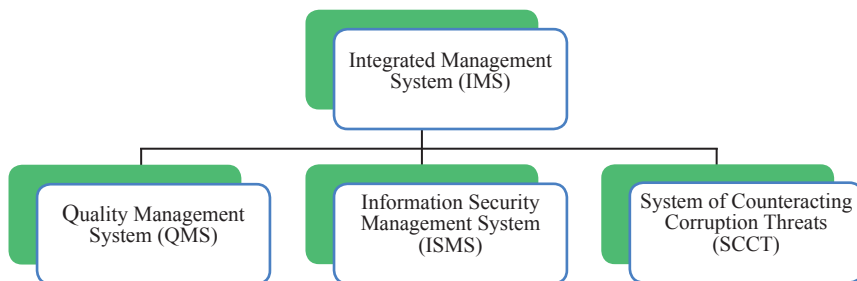 Integrated Management
System (IMS)
Quality Management
System (QMS)
Information Security
Management System
(ISMS)
System of Counteracting
Corruption Threats
(SCCT)